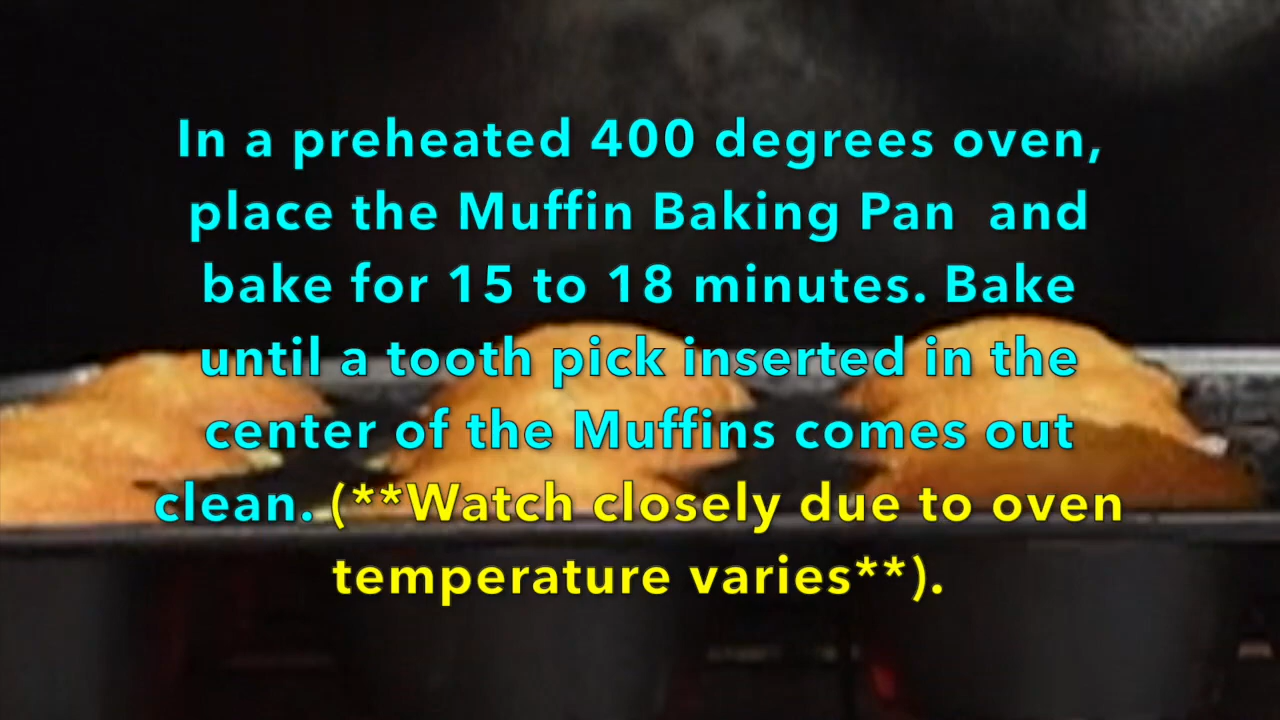 In a preheated 400 degrees oven,
place the Muffin Baking Pan  and
bake for 15 to 18 minutes. Bake
until a tooth pick inserted in the
center of the Muffins comes out
clean. (**Watch closely due to oven
temperature varies**).